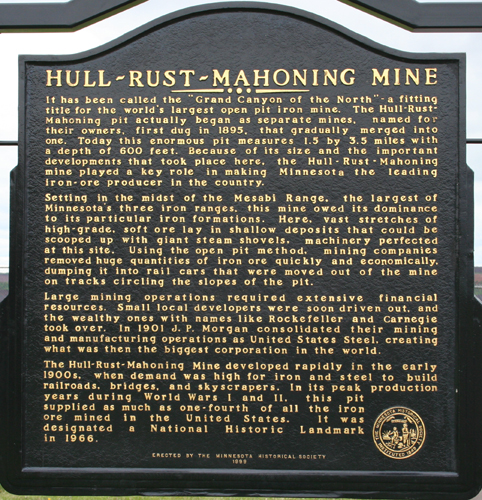 HULL-RUST-MAHONING MINE
It has been called the "Grand Canyon of the North"-a fitting
title for the world's largest open pit iron mine. The Hull-Rust-
Mahoning pit actually began as separate mines, named for
their owners, first dug in 1895, that gradually merged into
one. Today this enormous pit measures 1.5 by 3.5 miles with
a depth of 600 feet. Because of its size and the important
developments that took place here, the Hull-Rust-Mahoning
mine played a key role in making Minnesota the leading
iron-ore producer in the country.
Setting in the midst of the Mesabi Range, the largest of
Minnesota's three iron ranges, this mine owed its dominance
to its particular iron formations. Here, vast stretches of
high-grade, soft ore lay in shallow deposits that could be
scooped up with giant steam shovels, machinery perfected
at this site. Using the open pit method, mining companies
removed huge quantities of iron ore quickly and economically,
dumping it into rail cars that were moved out of the mine
on tracks circling the slopes of the pit.
Large mining operations required extensive financial
resources. Small local developers were soon driven out, and
the wealthy ones with names like Rockefeller and Carnegie
took over. In 1901 J.P. Morgan consolidated their mining
and manufacturing operations as United States Steel, creating
what was then the biggest corporation in the world.
The Hull-Rust-Mahoning Mine developed rapidly in the early
1900s, when demand was high for iron and steel to build
railroads, bridges, and skyscrapers. In its peak production
years during World Wars I and II, this pit
supplied as much as one-fourth of all the iron
ore mined in the United States. It was
designated a National Historic Landmark
in 1966.
ERECTED BY THE MINNESOTA HISTORICAL SOCIETY